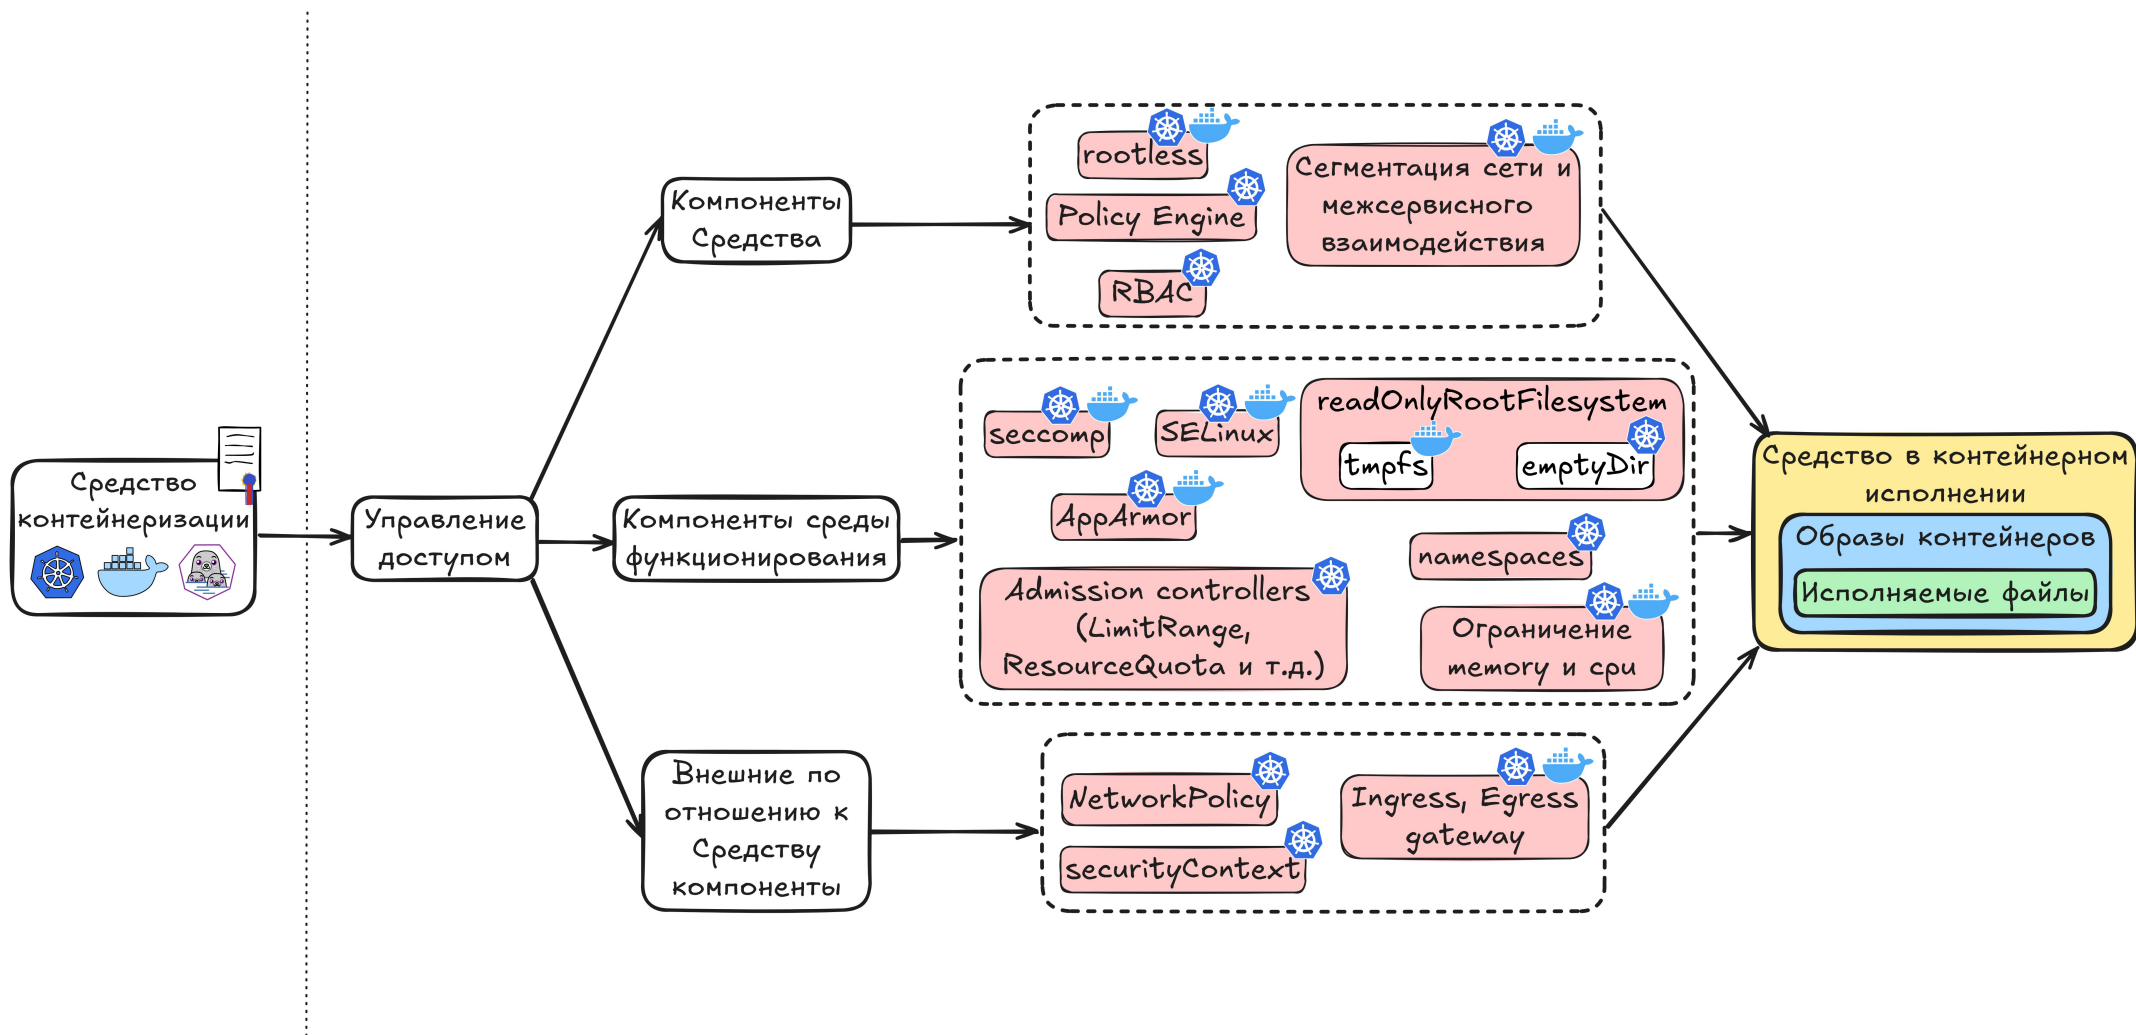 Средство
контейнеризации
Управление
доступом
Компоненты
Средства
rootless
Policy Engine
RBAC
Сегментация сети и
межсервисного
взаимодействия
Компоненты среды
функционирования
seccomp
SELinux
AppArmor
readOnlyRootFilesystem
tmpfs
emptyDir
namespaces
Admission controllers
(LimitRange,
ResourceQuota и т.д.)
Ограничение
memory и cpu
Внешние по
отношению к
Средству
компоненты
NetworkPolicy
securityContext
Ingress, Egress
gateway
Средство в контейнерном
исполнении
Образы контейнеров
Исполняемые файлы